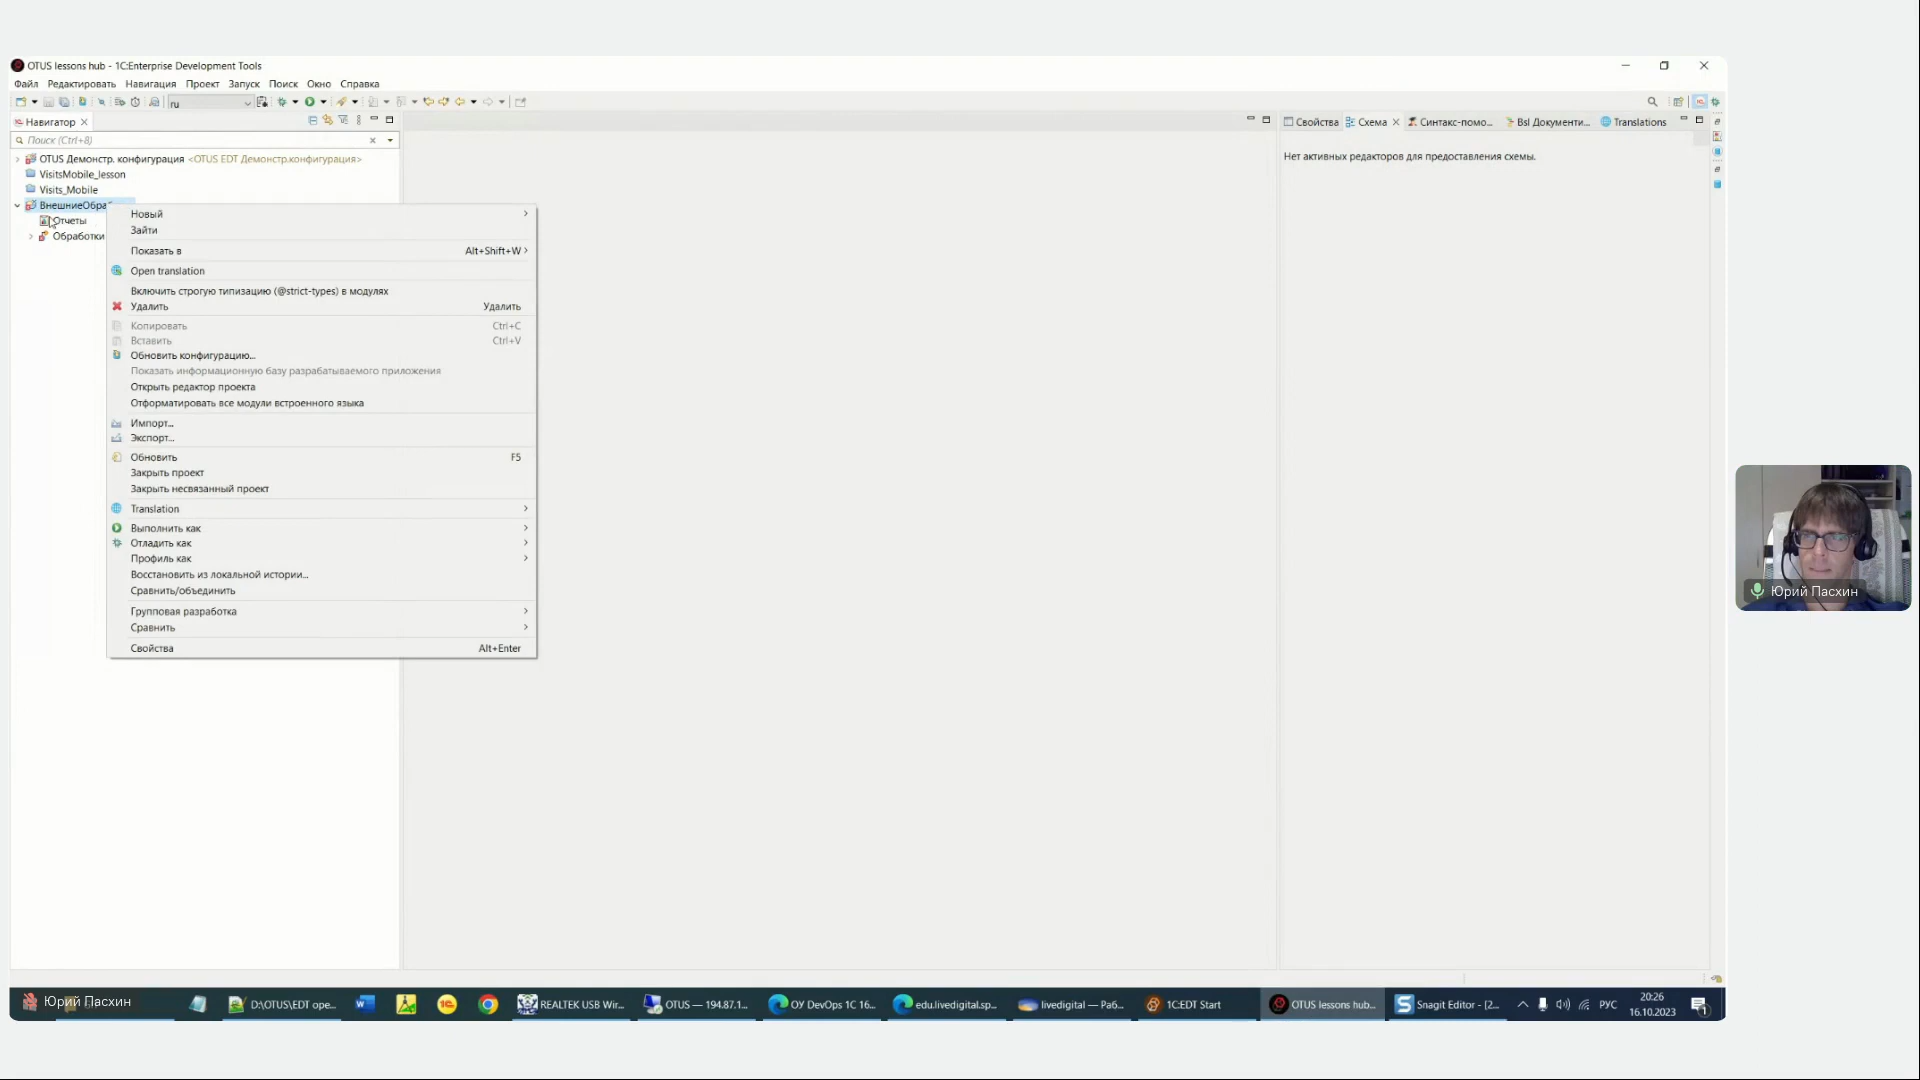 OTUS lessons hub - 1C:Enterprise Development Tools
Файл Редактировать Навигация Проект Запуск Поиск Окно Справка
ru
Навигатор
Поиск (Ctrl+8)
OTUS Демонстр. конфигурация <OTUS EDT Демонстр.конфигурация>
VisitsMobile_lesson
Visits_Mobile
ВнешниеОбра
Отчеты
Обработки
Новый
Зайти
Показать в Alt+Shift+W
Open translation
Включить строгую типизацию (@strict-types) в модулях
Удалить Удалить
Копировать Ctrl+C
Вставить Ctrl+V
Обновить конфигурацию...
Показать информационную базу разрабатываемого приложения
Открыть редактор проекта
Отформатировать все модули встроенного языка
Импорт...
Экспорт...
Обновить F5
Закрыть проект
Закрыть несвязанный проект
Translation
Выполнить как
Отладить как
Профиль как
Восстановить из локальной истории...
Сравнить/объединить
Групповая разработка
Сравнить
Свойства Alt+Enter
Свойства Схема Синтакс-помо... Bsl Документи... Translations
Нет активных редакторов для предоставления схемы.
Юрий Пасхин
Юрий Пасхин
D:\OTUS\EDT оре... REALTEK USB Wir... OTUS — 194.87.1... ОУ DevOps 1С 16... edu.livedigital.sp... livedigital — Раб... 1C:EDT Start OTUS lessons hub... Snagit Editor - [2... РУС
20:26
16.10.2023
1